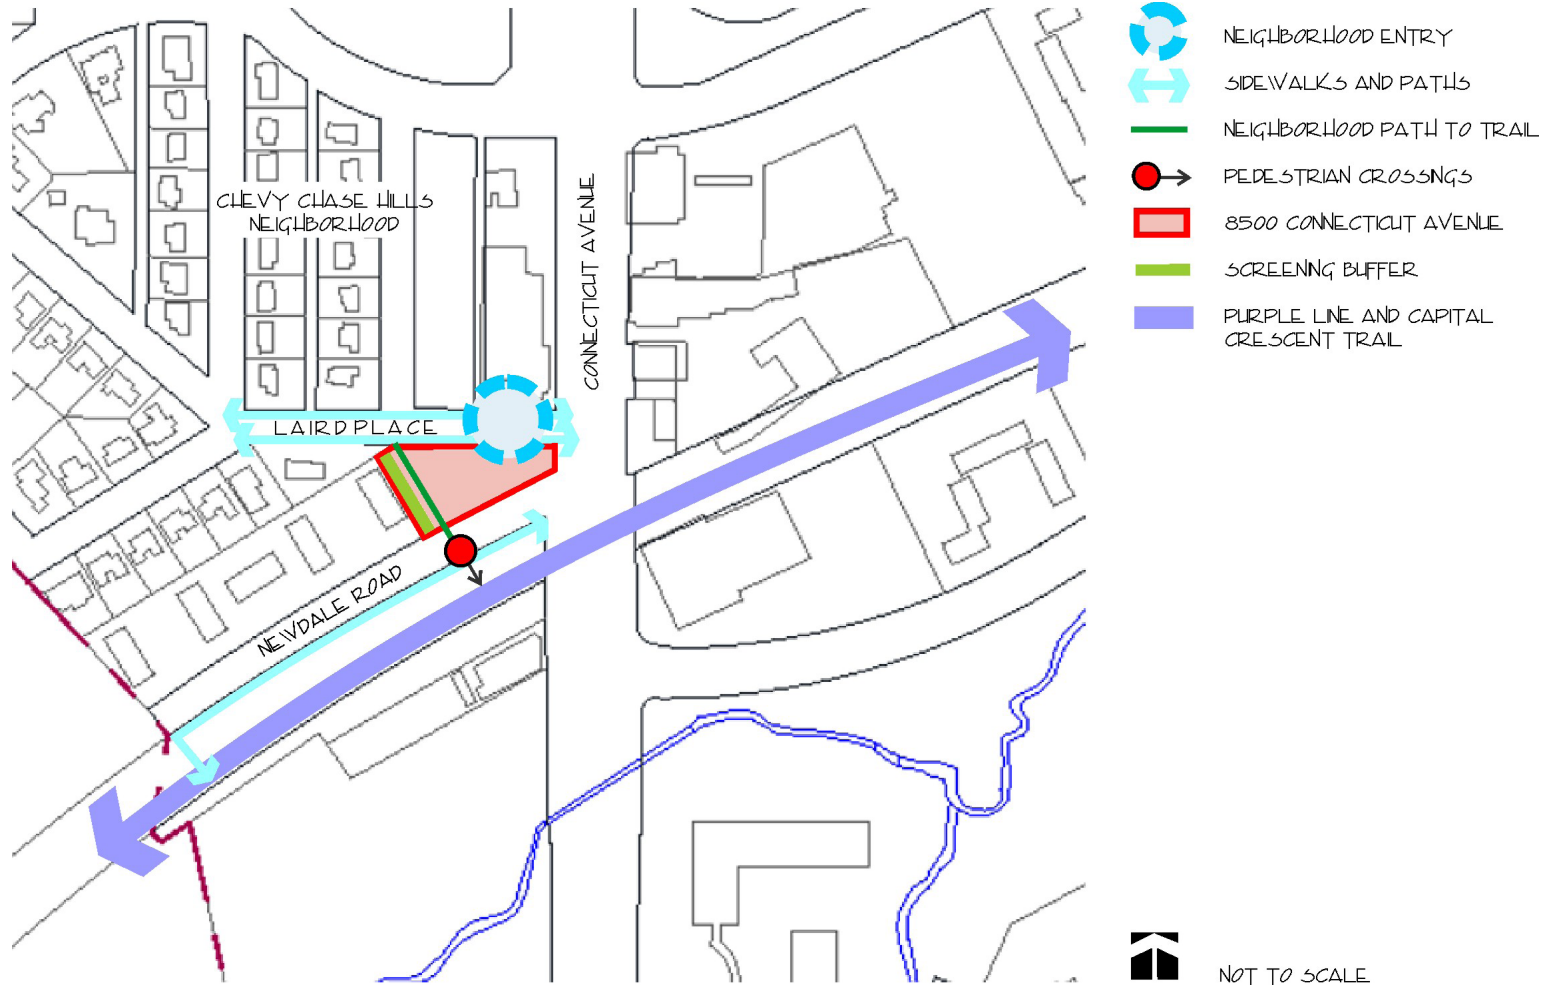 NEIGHBORHOOD ENTRY
SIDEWALKS AND PATHS
NEIGHBORHOOD PATH TO TRAIL
PEDESTRIAN CROSSINGS
8500 CONNECTICUT AVENUE
SCREENING BUFFER
PURPLE LINE AND CAPITAL
CRESCENT TRAIL
CHEVY CHASE HILLS
NEIGHBORHOOD
CONNECTICUT AVENUE
LAIRD PLACE
NEWDALE ROAD
NOT TO SCALE